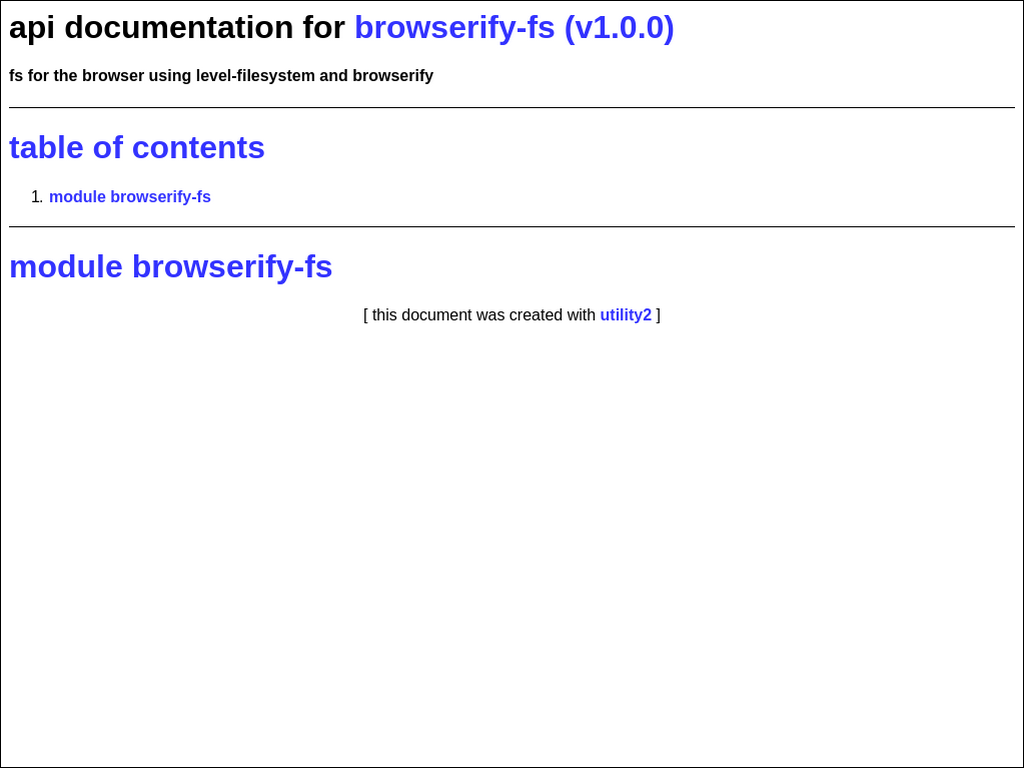 api documentation for browserify-fs (v1.0.0)
fs for the browser using level-filesystem and browserify
table of contents
1. module browserify-fs
module browserify-fs
[ this document was created with utility2 ]